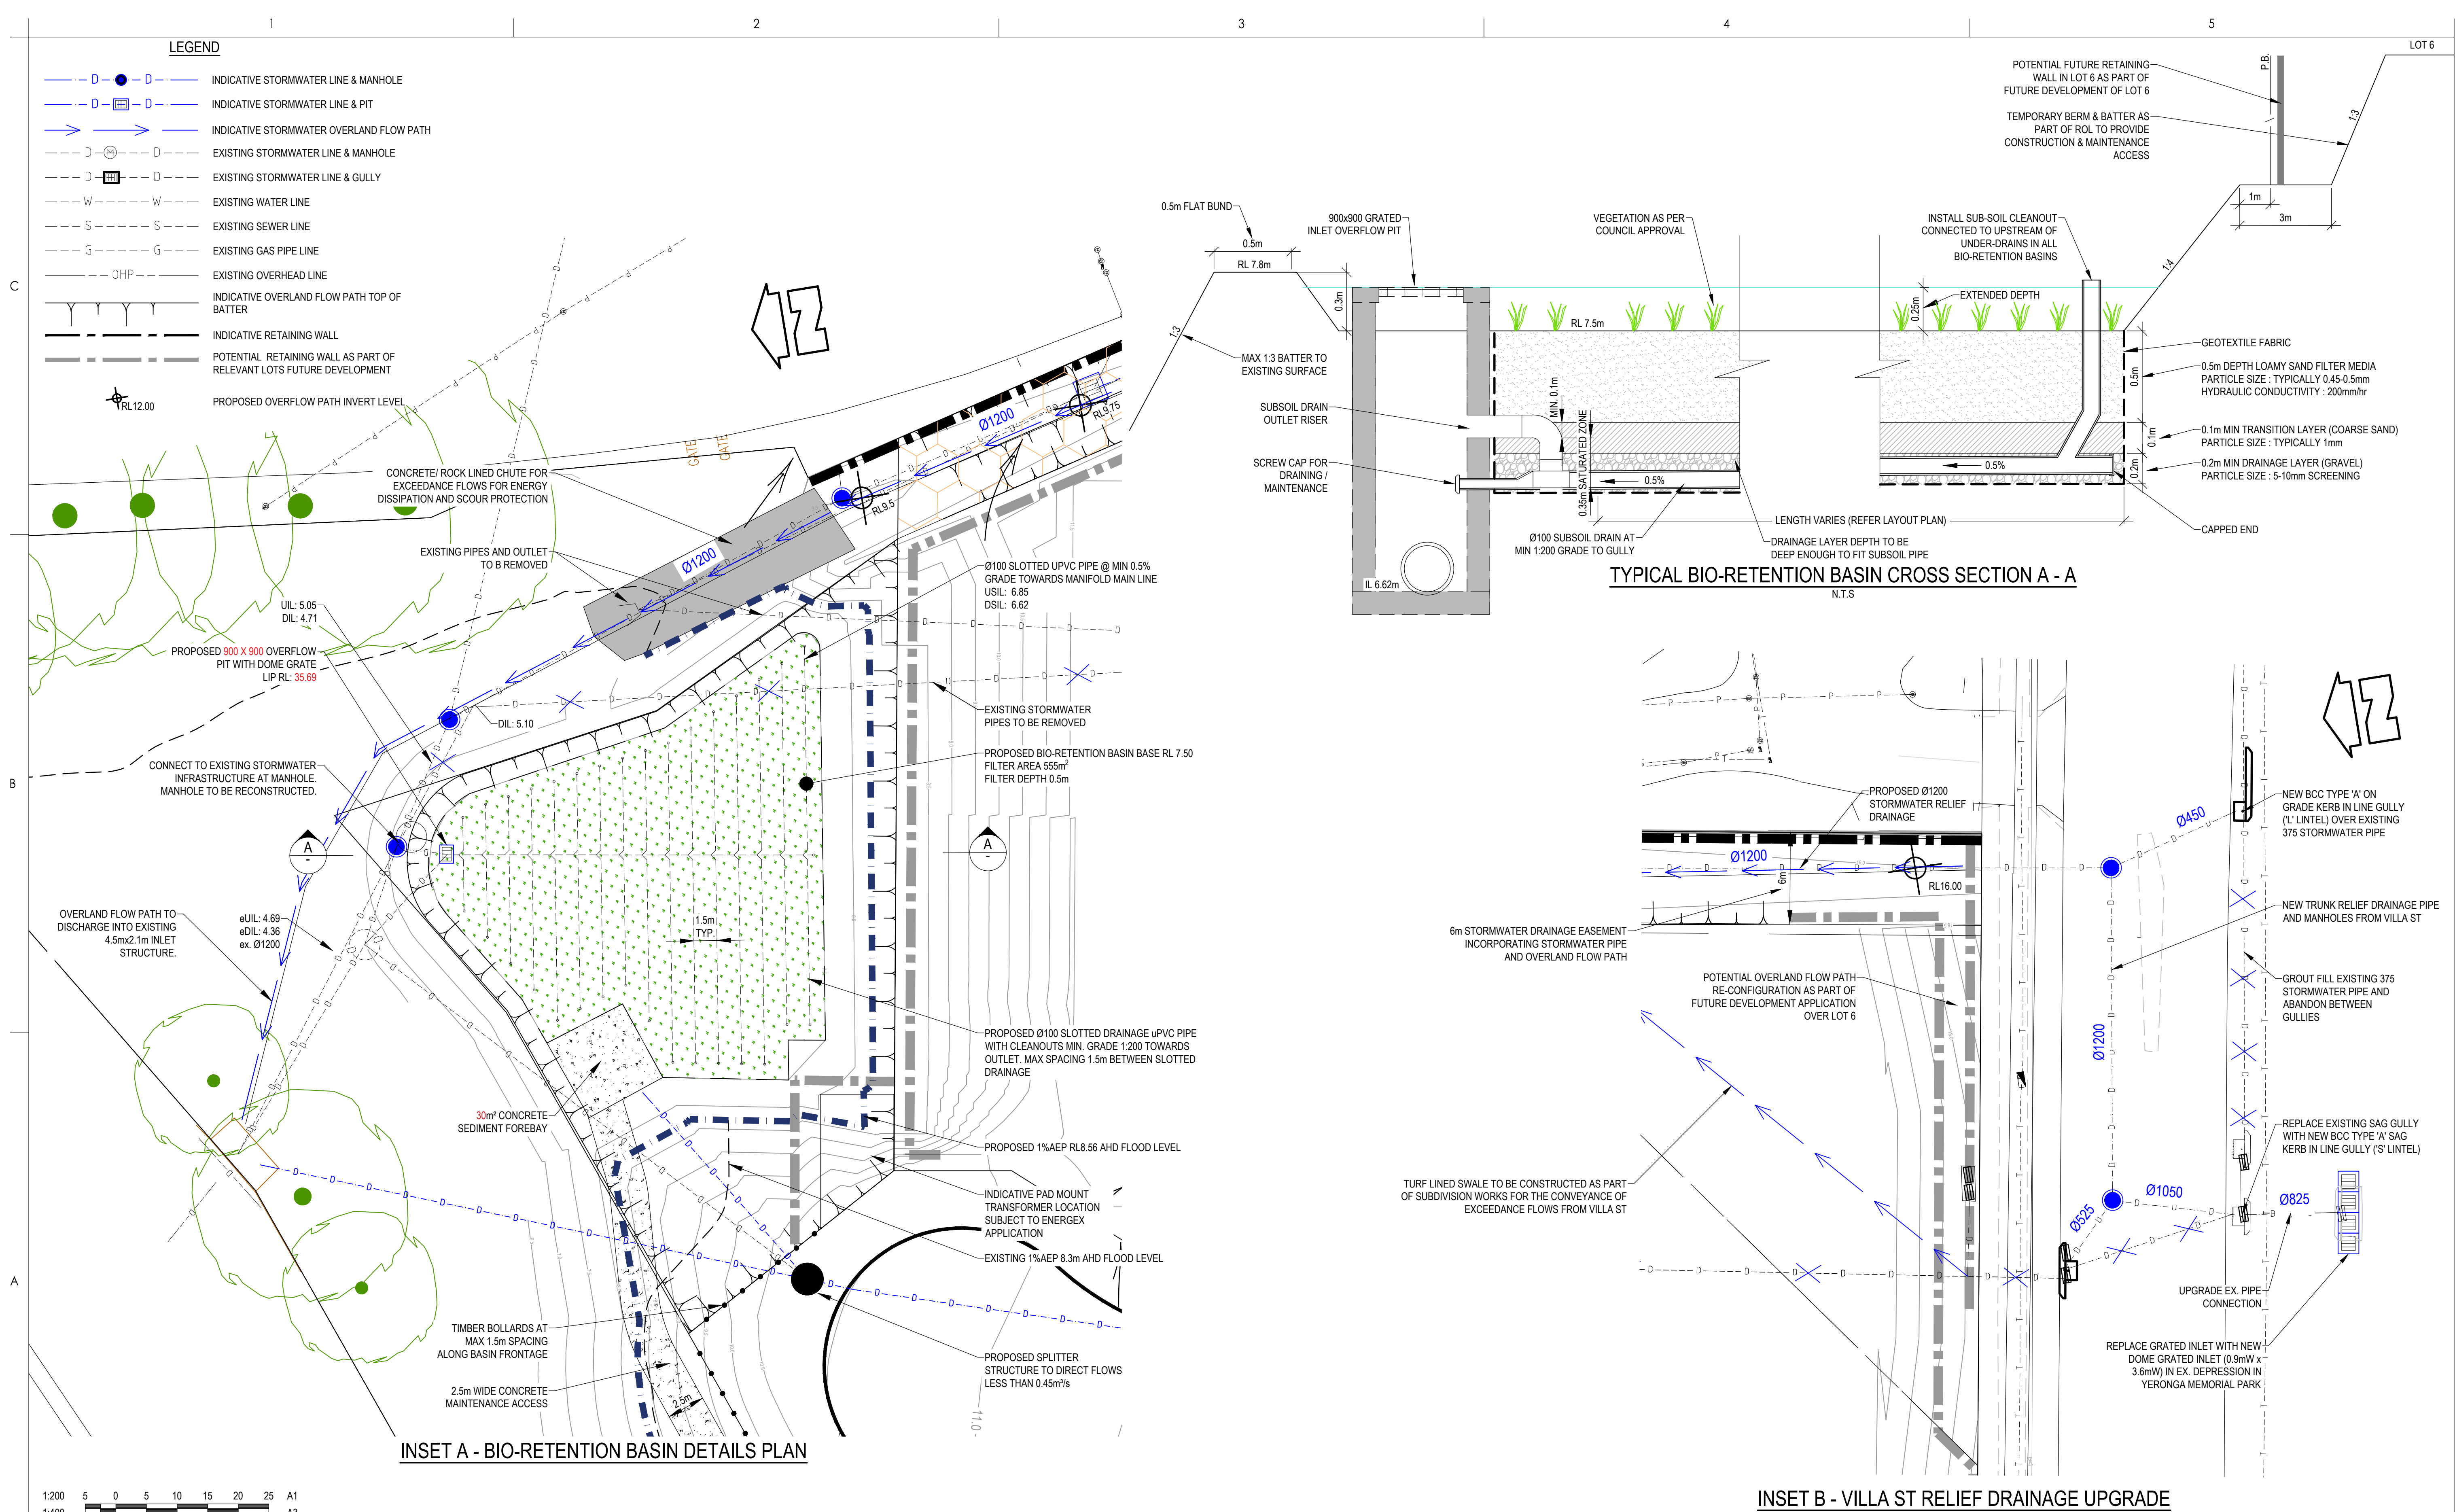 1
2
3
4
5
C
B
A
LEGEND
D D
INDICATIVE STORMWATER LINE & MANHOLE
D D
INDICATIVE STORMWATER LINE & PIT
INDICATIVE STORMWATER OVERLAND FLOW PATH
D M D
EXISTING STORMWATER LINE & MANHOLE
D D
EXISTING STORMWATER LINE & GULLY
W W
EXISTING WATER LINE
S S
EXISTING SEWER LINE
G G
EXISTING GAS PIPE LINE
OHP
EXISTING OVERHEAD LINE
INDICATIVE OVERLAND FLOW PATH TOP OF
BATTER
INDICATIVE RETAINING WALL
POTENTIAL RETAINING WALL AS PART OF
RELEVANT LOTS FUTURE DEVELOPMENT
RL12.00
PROPOSED OVERFLOW PATH INVERT LEVEL
Z
GATE
GATE
Ø1200
RL9.75
RL9.5
Ø1200
CONCRETE/ ROCK LINED CHUTE FOR
EXCEEDANCE FLOWS FOR ENERGY
DISSIPATION AND SCOUR PROTECTION
EXISTING PIPES AND OUTLET
TO B REMOVED
UIL: 5.05
DIL: 4.71
PROPOSED 900 X 900 OVERFLOW
PIT WITH DOME GRATE
LIP RL: 35.69
DIL: 5.10
CONNECT TO EXISTING STORMWATER
INFRASTRUCTURE AT MANHOLE.
MANHOLE TO BE RECONSTRUCTED.
A
-
A
-
OVERLAND FLOW PATH TO
DISCHARGE INTO EXISTING
4.5mx2.1m INLET
STRUCTURE.
eUIL: 4.69
eDIL: 4.36
ex. Ø1200
1.5m
TYP.
30m² CONCRETE
SEDIMENT FOREBAY
TIMBER BOLLARDS AT
MAX 1.5m SPACING
ALONG BASIN FRONTAGE
2.5m WIDE CONCRETE
MAINTENANCE ACCESS
2.5m
11.0
Ø100 SLOTTED UPVC PIPE @ MIN 0.5%
GRADE TOWARDS MANIFOLD MAIN LINE
USIL: 6.85
DSIL: 6.62
EXISTING STORMWATER
PIPES TO BE REMOVED
PROPOSED BIO-RETENTION BASIN BASE RL 7.50
FILTER AREA 555m²
FILTER DEPTH 0.5m
PROPOSED Ø100 SLOTTED DRAINAGE uPVC PIPE
WITH CLEANOUTS MIN. GRADE 1:200 TOWARDS
OUTLET. MAX SPACING 1.5m BETWEEN SLOTTED
DRAINAGE
PROPOSED 1%AEP RL8.56 AHD FLOOD LEVEL
INDICATIVE PAD MOUNT
TRANSFORMER LOCATION
SUBJECT TO ENERGEX
APPLICATION
EXISTING 1%AEP 8.3m AHD FLOOD LEVEL
PROPOSED SPLITTER
STRUCTURE TO DIRECT FLOWS
LESS THAN 0.45m³/s
INSET A - BIO-RETENTION BASIN DETAILS PLAN
1:200 5 0 5 10 15 20 25 A1
LOT 6
P.B.
POTENTIAL FUTURE RETAINING
WALL IN LOT 6 AS PART OF
FUTURE DEVELOPMENT OF LOT 6
TEMPORARY BERM & BATTER AS
PART OF ROL TO PROVIDE
CONSTRUCTION & MAINTENANCE
ACCESS
1:3
1m
3m
1:4
0.5m FLAT BUND
0.5m
RL 7.8m
0.3m
1:3
900x900 GRATED
INLET OVERFLOW PIT
VEGETATION AS PER
COUNCIL APPROVAL
INSTALL SUB-SOIL CLEANOUT
CONNECTED TO UPSTREAM OF
UNDER-DRAINS IN ALL
BIO-RETENTION BASINS
EXTENDED DEPTH
0.25m
RL 7.5m
MAX 1:3 BATTER TO
EXISTING SURFACE
SUBSOIL DRAIN
OUTLET RISER
SCREW CAP FOR
DRAINING /
MAINTENANCE
MIN. 0.1m
0.35m SATURATED ZONE
0.5%
0.5%
GEOTEXTILE FABRIC
0.5m
0.5m DEPTH LOAMY SAND FILTER MEDIA
PARTICLE SIZE : TYPICALLY 0.45-0.5mm
HYDRAULIC CONDUCTIVITY : 200mm/hr
0.1m
0.1m MIN TRANSITION LAYER (COARSE SAND)
PARTICLE SIZE : TYPICALLY 1mm
0.2m
0.2m MIN DRAINAGE LAYER (GRAVEL)
PARTICLE SIZE : 5-10mm SCREENING
CAPPED END
LENGTH VARIES (REFER LAYOUT PLAN)
Ø100 SUBSOIL DRAIN AT
MIN 1:200 GRADE TO GULLY
DRAINAGE LAYER DEPTH TO BE
DEEP ENOUGH TO FIT SUBSOIL PIPE
IL 6.62m
TYPICAL BIO-RETENTION BASIN CROSS SECTION A - A
N.T.S
Z
PROPOSED Ø1200
STORMWATER RELIEF
DRAINAGE
Ø1200
6m
RL16.00
Ø450
NEW BCC TYPE 'A' ON
GRADE KERB IN LINE GULLY
('L' LINTEL) OVER EXISTING
375 STORMWATER PIPE
NEW TRUNK RELIEF DRAINAGE PIPE
AND MANHOLES FROM VILLA ST
6m STORMWATER DRAINAGE EASEMENT
INCORPORATING STORMWATER PIPE
AND OVERLAND FLOW PATH
POTENTIAL OVERLAND FLOW PATH
RE-CONFIGURATION AS PART OF
FUTURE DEVELOPMENT APPLICATION
OVER LOT 6
GROUT FILL EXISTING 375
STORMWATER PIPE AND
ABANDON BETWEEN
GULLIES
Ø1200
REPLACE EXISTING SAG GULLY
WITH NEW BCC TYPE 'A' SAG
KERB IN LINE GULLY ('S' LINTEL)
TURF LINED SWALE TO BE CONSTRUCTED AS PART
OF SUBDIVISION WORKS FOR THE CONVEYANCE OF
EXCEEDANCE FLOWS FROM VILLA ST
Ø525
Ø1050
Ø825
UPGRADE EX. PIPE
CONNECTION
REPLACE GRATED INLET WITH NEW
DOME GRATED INLET (0.9mW x
3.6mW) IN EX. DEPRESSION IN
YERONGA MEMORIAL PARK
INSET B - VILLA ST RELIEF DRAINAGE UPGRADE